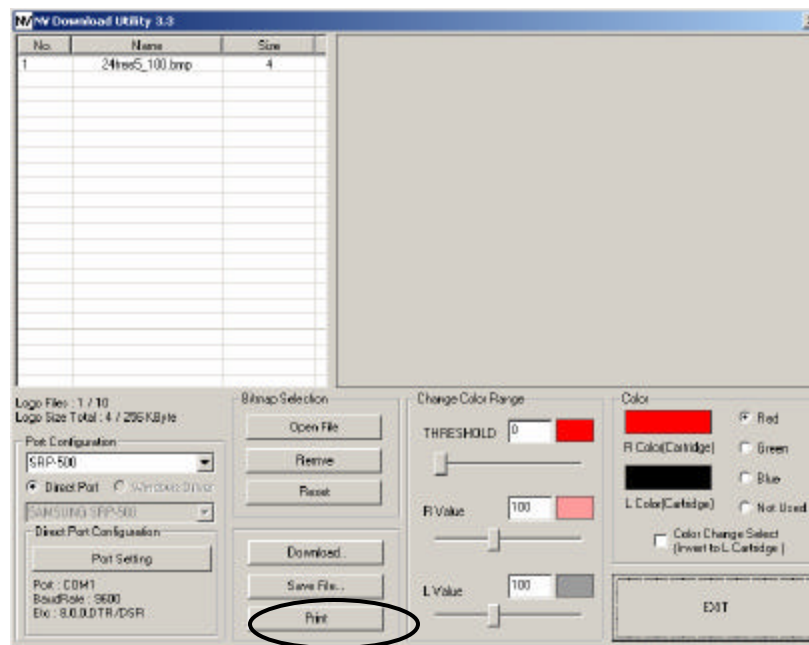 NV NV Download Utility 3.3
No. Name Size
1 24tree5_100.bmp 4
Logo Files : 1 / 10
Logo Size Total : 4 / 256 KByte
Port Configuration
SRP-500
Direct Port Windows Driver
SAMSUNG SRP-500
Direct Port Configuration
Port Setting
Port : COM1
BaudRate : 9600
Etc : 8.0.0.DTR/DSR
Bitmap Selection
Open File
Remve
Reset
Download..
Save File...
Print
Change Color Range
THRESHOLD 0
R Value 100
L Value 100
Color
R Color(Cartridge)
L Color(Cartridge)
Red
Green
Blue
Not Used
Color Change Select
(Invert to L Cartridge )
EXIT